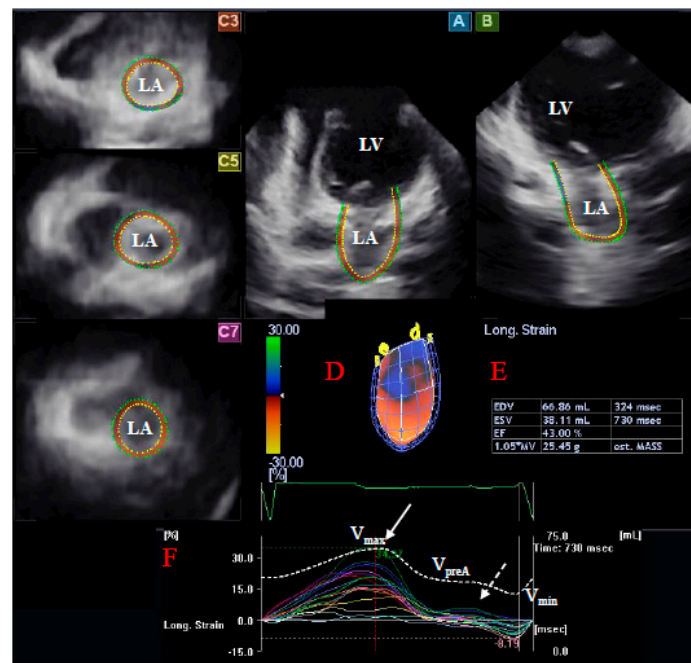 C3
A
B
LA
LV
LV
C5
LA
LA
LA
C7
LA
30.00
-30.00
[%]
D
Long. Strain
E
EDV 66.86 mL 324 msec
ESV 38.11 mL 730 msec
EF 43.00 %
1.05*MV 25.45 g est. MASS
F
[%]
Vmax
75.0 [mL]
Time: 730 msec
30.0
VpreA
15.0
Vmin
Long. Strain
0.0
[msec]
-8.19
-15.0
0.0